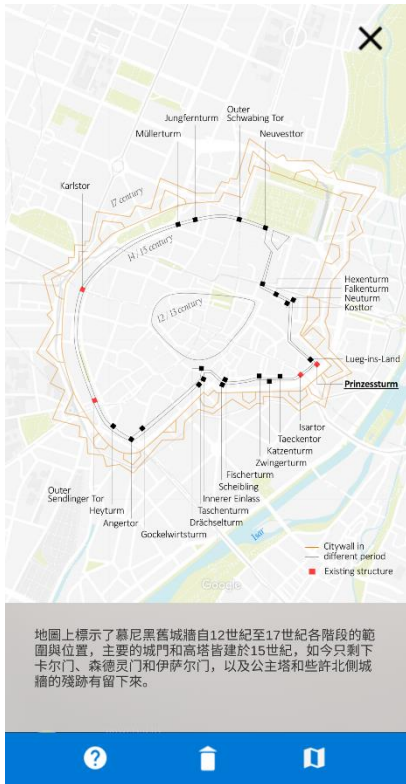 Outer
Schwabing Tor
Jungfernturm
Müllerturm
Neuvesttor
Karlstor
17 century
14 / 15 century
12 / 13 century
Hexenturm
Falkenturm
Neuturm
Kosttor
Lueg-ins-Land
Prinzessturm
Isartor
Taeckentor
Katzenturm
Zwingerturm
Fischerturm
Scheibling
Innerer Einlass
Taschenturm
Drächselturm
Outer
Sendlinger Tor
Heyturm
Angertor
Gockelwirtsturm
Isar
Citywall in
different period
Existing structure
Google
地圖上標示了慕尼黑舊城牆自12世紀至17世紀各階段的範
圍與位置，主要的城門和高塔皆建於15世紀，如今只剩下
卡尔门、森德灵门和伊萨尔门，以及公主塔和些許北側城
牆的殘跡有留下來。
?